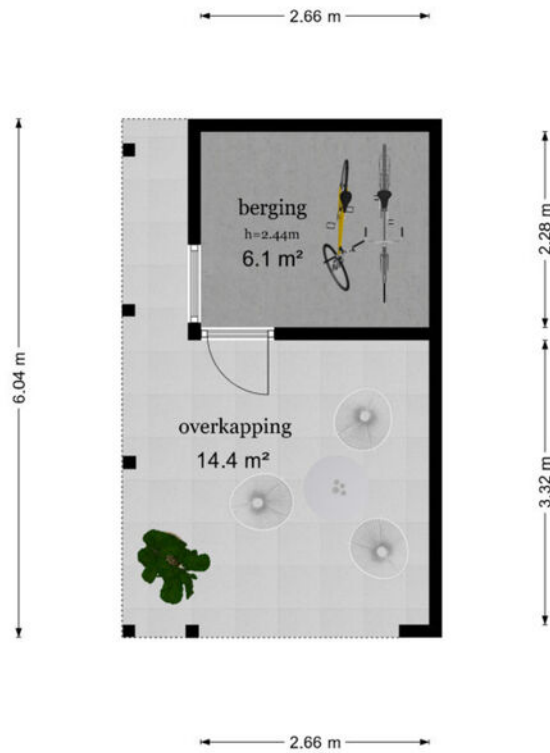 2.66 m
berging
h=2.44m
6.1 m²
2.28 m
6.04 m
overkapping
14.4 m²
3.32 m
2.66 m